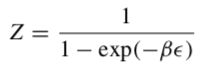 Z = 1 / (1 − exp(−βϵ))